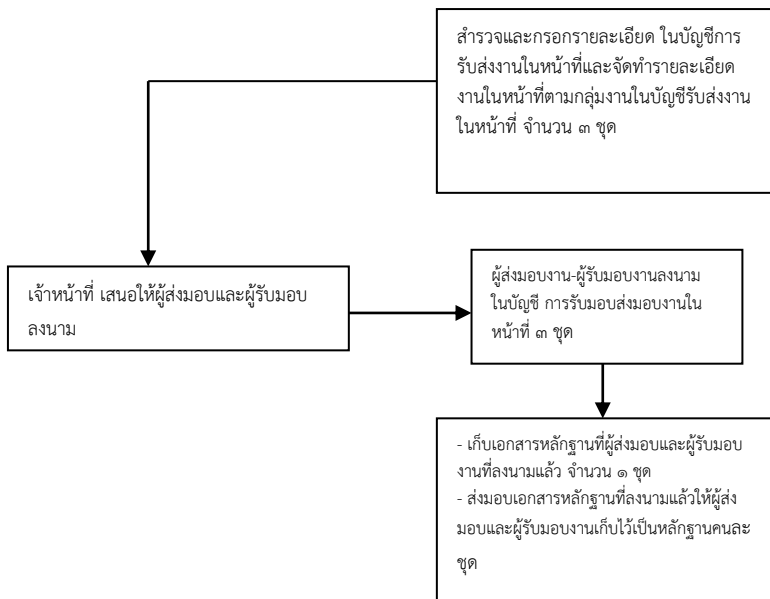 สำรวจและกรอกรายละเอียด ในบัญชีการ
รับส่งงานในหน้าที่และจัดทำรายละเอียด
งานในหน้าที่ตามกลุ่มงานในบัญชีรับส่งงาน
ในหน้าที่ จำนวน ๓ ชุด
เจ้าหน้าที่ เสนอให้ผู้ส่งมอบและผู้รับมอบ
ลงนาม
ผู้ส่งมอบงาน-ผู้รับมอบงานลงนาม
ในบัญชี การรับมอบส่งมอบงานใน
หน้าที่ ๓ ชุด
- เก็บเอกสารหลักฐานที่ผู้ส่งมอบและผู้รับมอบ
งานที่ลงนามแล้ว จำนวน ๑ ชุด
- ส่งมอบเอกสารหลักฐานที่ลงนามแล้วให้ผู้ส่ง
มอบและผู้รับมอบงานเก็บไว้เป็นหลักฐานคนละ
ชุด